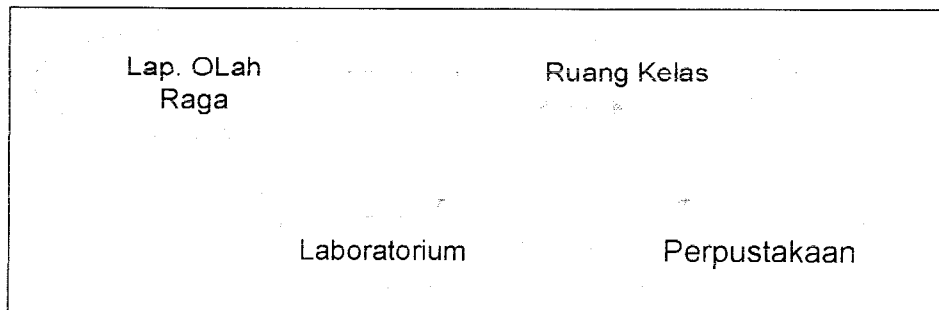 Lap. OLah
Raga
Ruang Kelas
Laboratorium
Perpustakaan